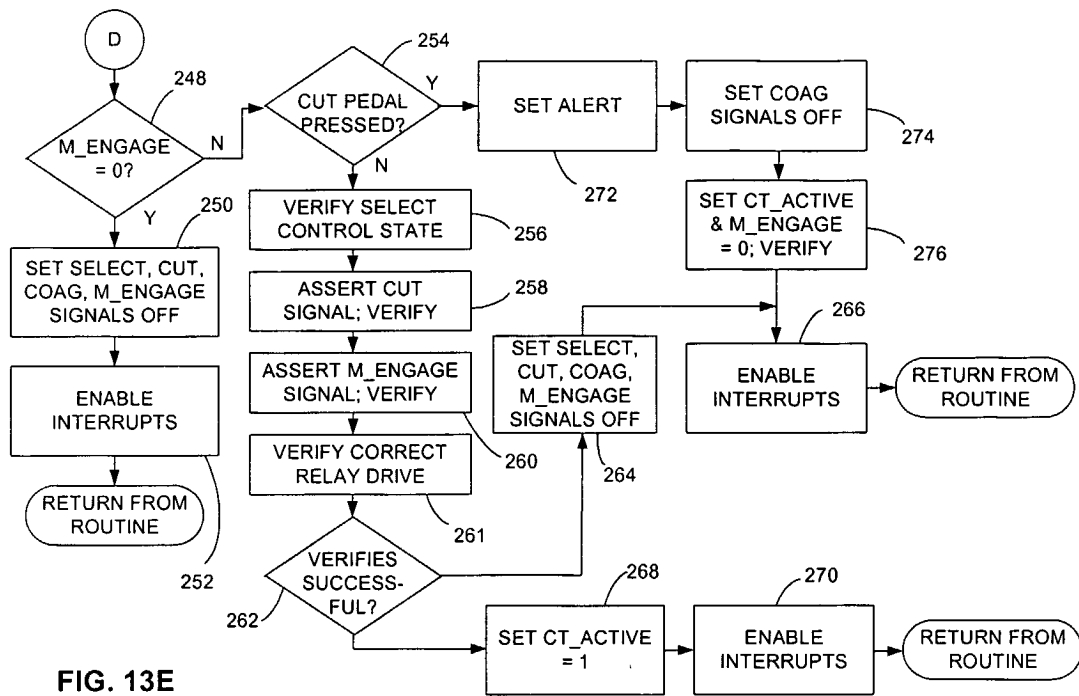 D
248
M_ENGAGE
= 0?
N
Y
250
SET SELECT, CUT,
COAG, M_ENGAGE
SIGNALS OFF
ENABLE
INTERRUPTS
RETURN FROM
ROUTINE
252
254
CUT PEDAL
PRESSED?
Y
N
VERIFY SELECT
CONTROL STATE
256
ASSERT CUT
SIGNAL; VERIFY
258
ASSERT M_ENGAGE
SIGNAL; VERIFY
260
VERIFY CORRECT
RELAY DRIVE
261
VERIFIES
SUCCESS-
FUL?
262
SET ALERT
272
SET COAG
SIGNALS OFF
274
SET CT_ACTIVE
& M_ENGAGE
= 0; VERIFY
276
SET SELECT,
CUT, COAG,
M_ENGAGE
SIGNALS OFF
264
266
ENABLE
INTERRUPTS
RETURN FROM
ROUTINE
268
SET CT_ACTIVE
= 1
270
ENABLE
INTERRUPTS
RETURN FROM
ROUTINE
FIG. 13E